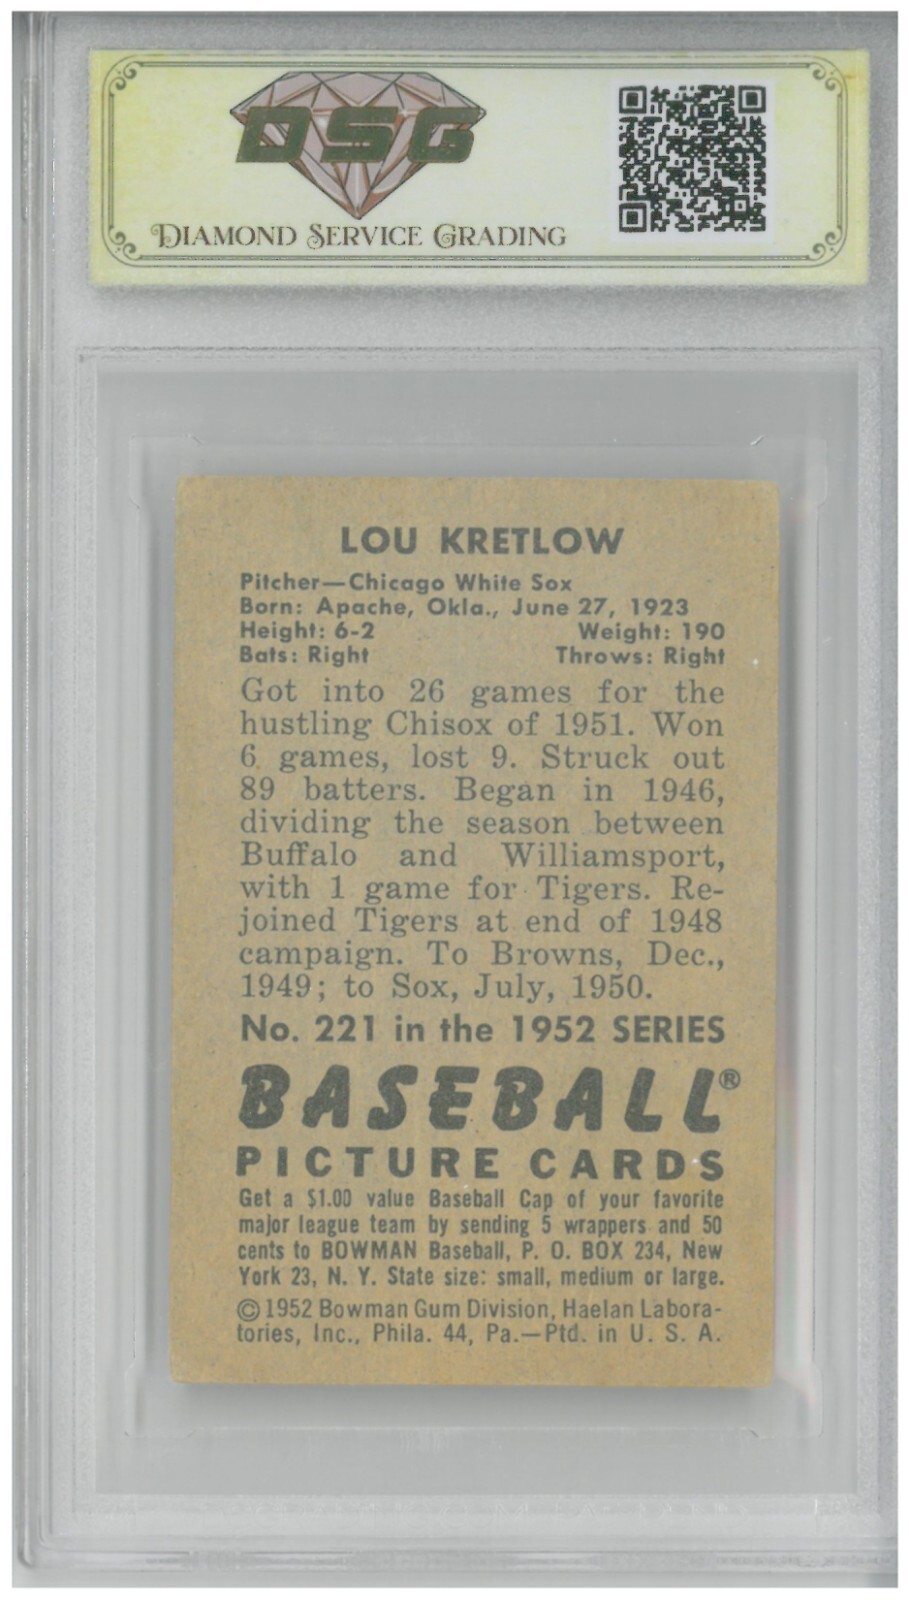 DSG
DIAMOND SERVICE GRADING
LOU KRETLOW
Pitcher—Chicago White Sox
Born: Apache, Okla., June 27, 1923
Height: 6-2 Weight: 190
Bats: Right Throws: Right
Got into 26 games for the
hustling Chisox of 1951. Won
6 games, lost 9. Struck out
89 batters. Began in 1946,
dividing the season between
Buffalo and Williamsport,
with 1 game for Tigers. Re-
joined Tigers at end of 1948
campaign. To Browns, Dec.,
1949; to Sox, July, 1950.
No. 221 in the 1952 SERIES
BASEBALL®
PICTURE CARDS
Get a $1.00 value Baseball Cap of your favorite
major league team by sending 5 wrappers and 50
cents to BOWMAN Baseball, P. O. BOX 234, New
York 23, N. Y. State size: small, medium or large.
© 1952 Bowman Gum Division, Haelan Labora-
tories, Inc., Phila. 44, Pa.—Ptd. in U. S. A.